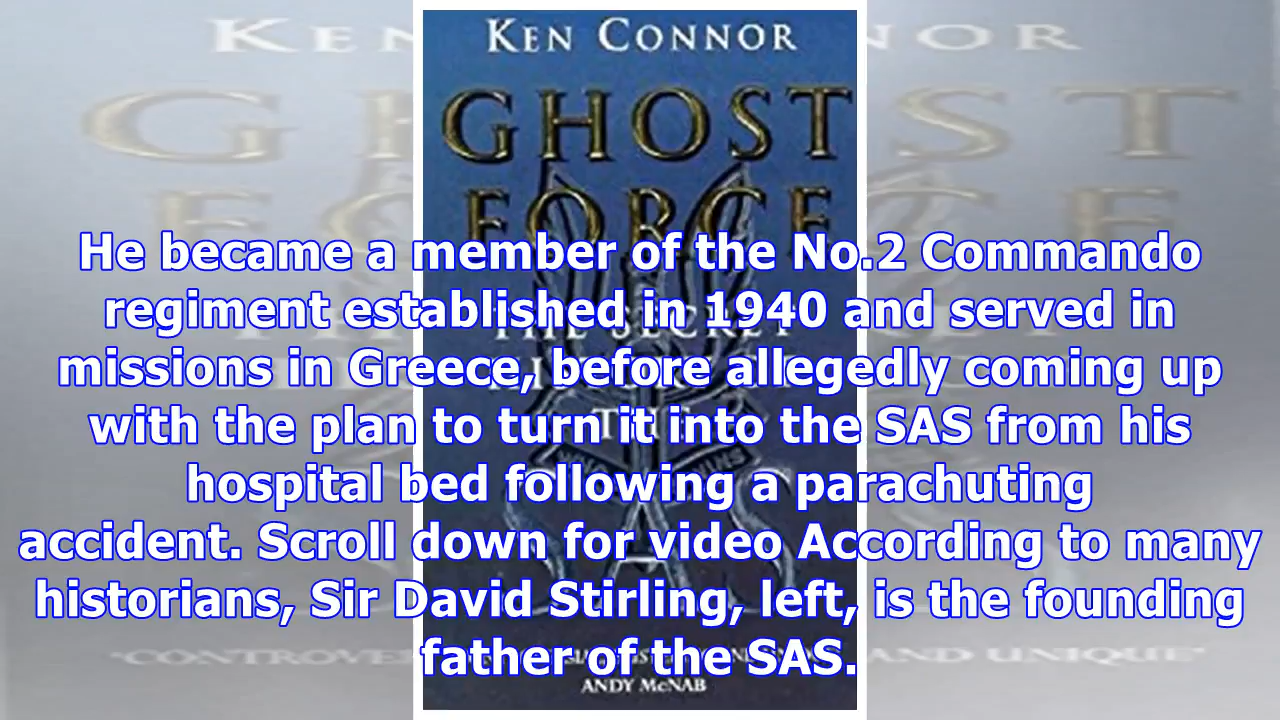 KEN CONNOR
GHOST
FORCE
He became a member of the No.2 Commando
regiment established in 1940 and served in
missions in Greece, before allegedly coming up
with the plan to turn it into the SAS from his
hospital bed following a parachuting
accident. Scroll down for video According to many
historians, Sir David Stirling, left, is the founding
father of the SAS.
AND UNIQUE"
ANDY McNAB